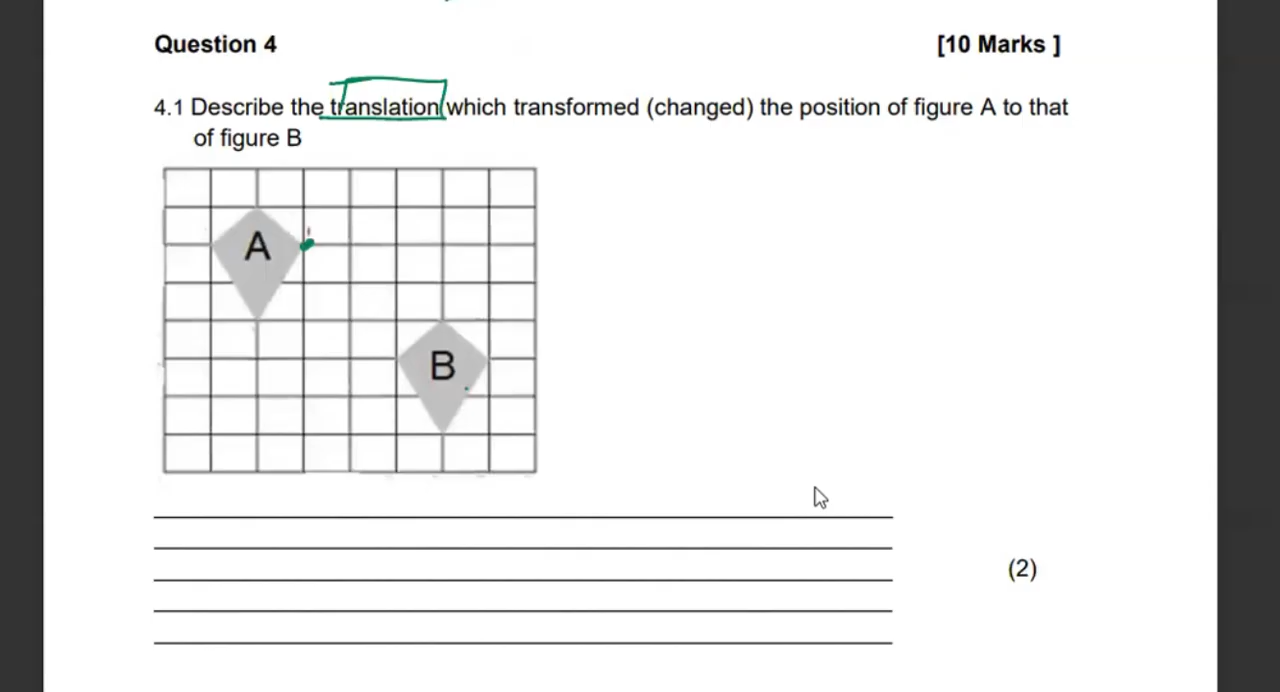 Question 4
[10 Marks ]
4.1 Describe the translation which transformed (changed) the position of figure A to that
of figure B
A
B
(2)